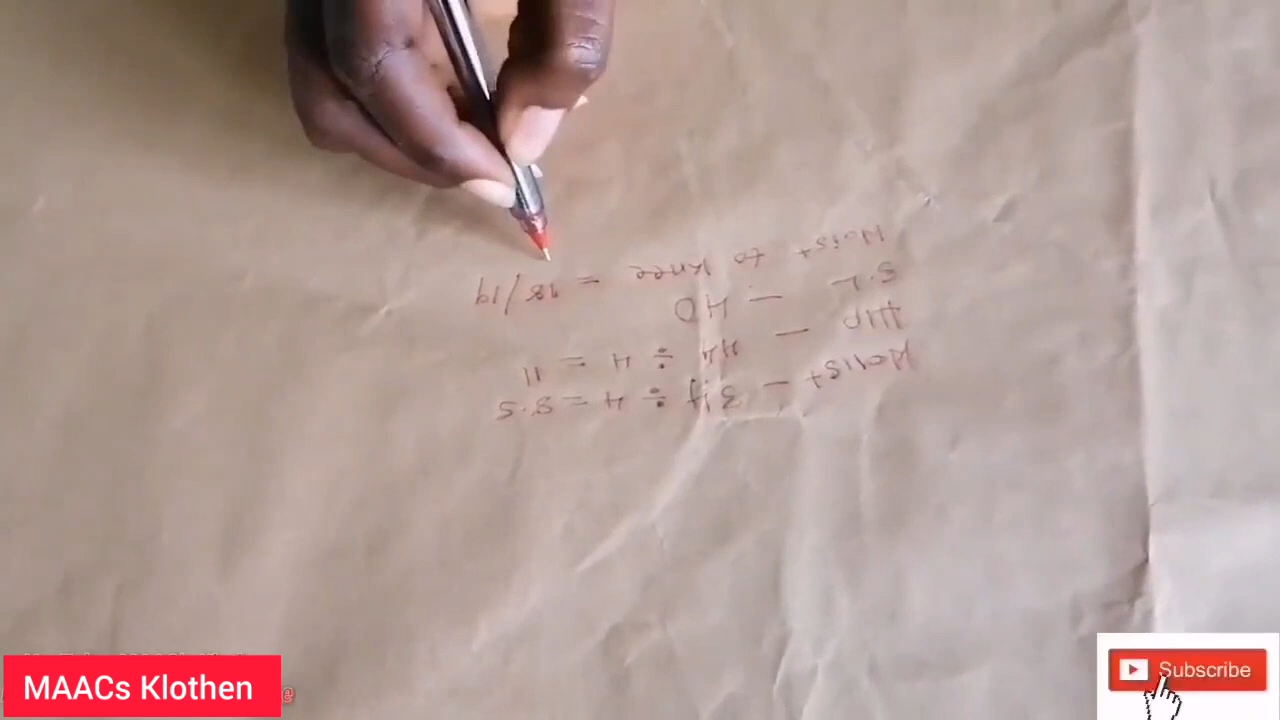 Waist - 34 ÷ 4 = 8.5
Hip - 44 ÷ 4 = 11
S.L - 40
Waist to knee = 18/19
MAACs Klothen
Subscribe